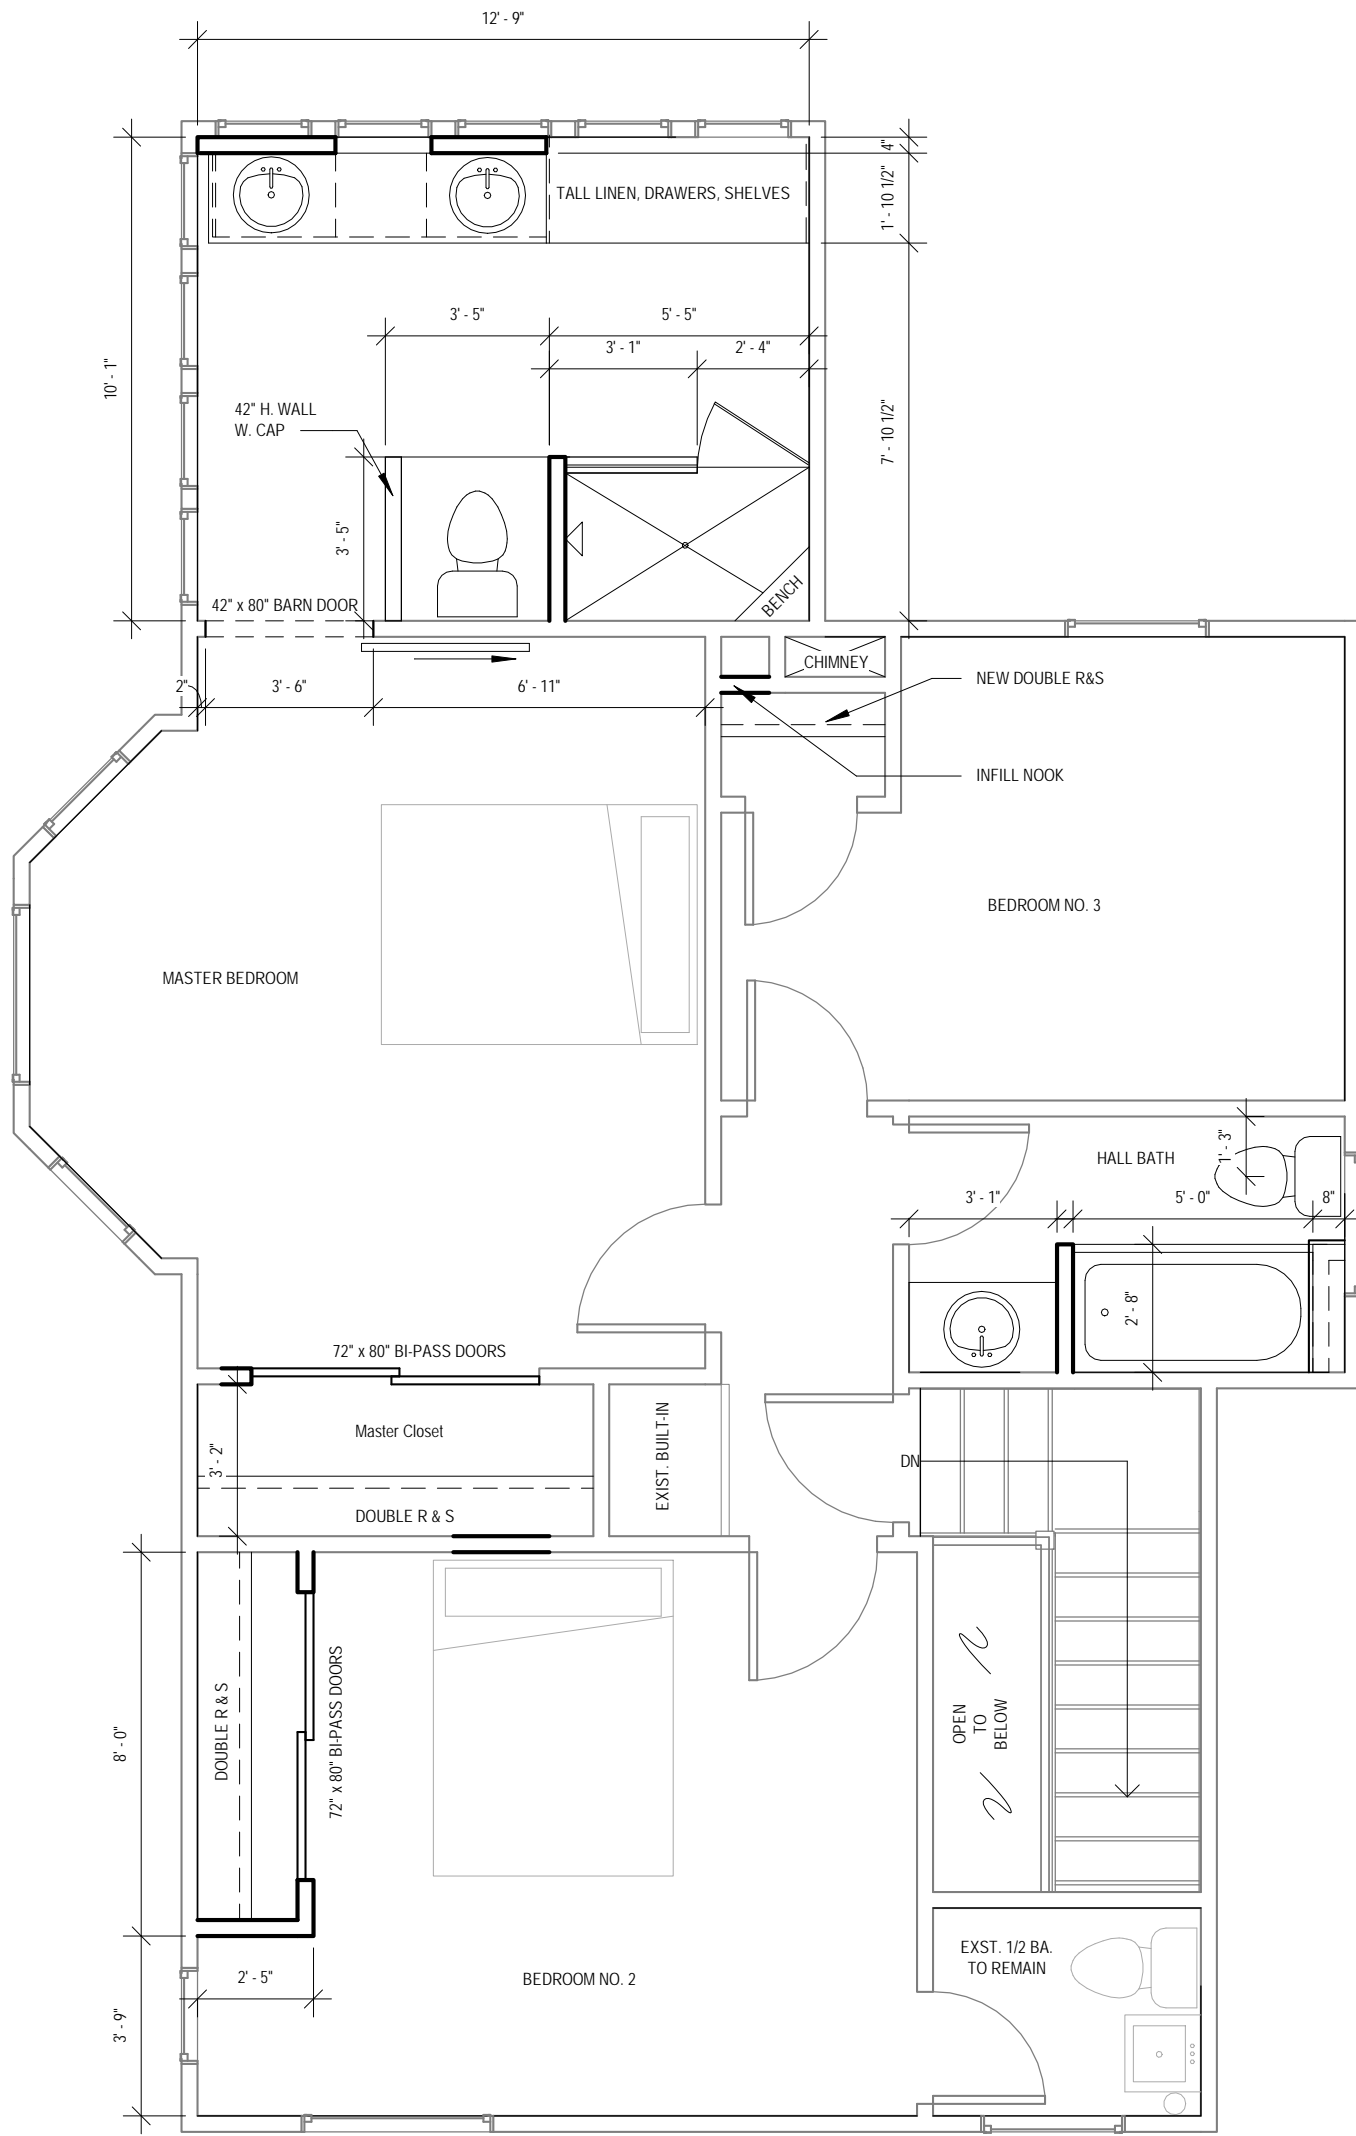 12' - 9"
4"
1' - 10 1/2"
TALL LINEN, DRAWERS, SHELVES
3' - 5"
5' - 5"
3' - 1"
2' - 4"
10' - 1"
42" H. WALL
W. CAP
7' - 10 1/2"
3' - 5"
BENCH
42" x 80" BARN DOOR
CHIMNEY
NEW DOUBLE R&S
2"
3' - 6"
6' - 11"
INFILL NOOK
BEDROOM NO. 3
MASTER BEDROOM
HALL BATH
1' - 3"
3' - 1"
5' - 0"
8"
2' - 8"
72" x 80" BI-PASS DOORS
Master Closet
3' - 2"
EXIST. BUILT-IN
DN
DOUBLE R & S
DOUBLE R & S
72" x 80" BI-PASS DOORS
8' - 0"
OPEN
TO
BELOW
EXST. 1/2 BA.
TO REMAIN
2' - 5"
BEDROOM NO. 2
3' - 9"